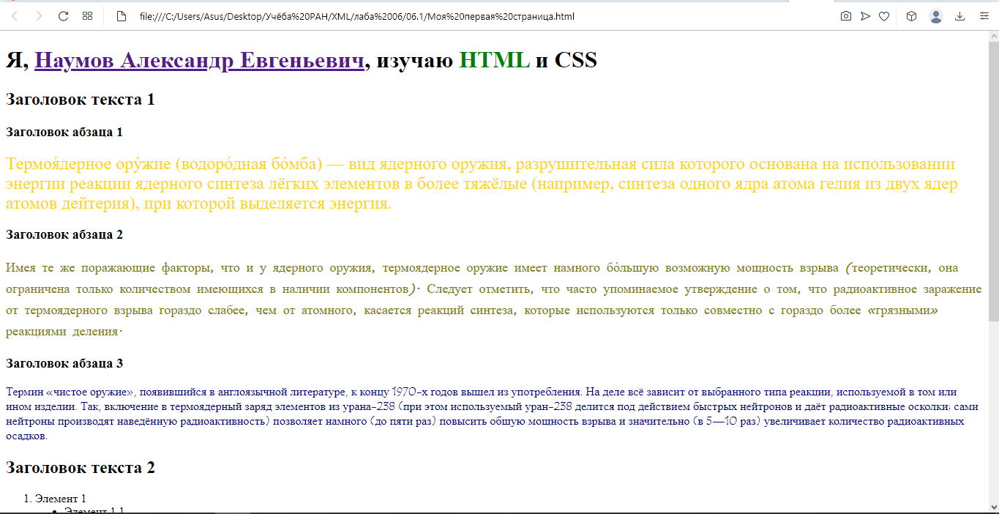 file:///C:/Users/Asus/Desktop/Учёба%20РАН/XML/лаба%2006/06.1/Моя%20первая%20страница.html
Я, Наумов Александр Евгеньевич, изучаю HTML и CSS
Заголовок текста 1
Заголовок абзаца 1
Термоя́дерное ору́жие (водоро́дная бо́мба) — вид ядерного оружия, разрушительная сила которого основана на использовании
энергии реакции ядерного синтеза лёгких элементов в более тяжёлые (например, синтеза одного ядра атома гелия из двух ядер
атомов дейтерия), при которой выделяется энергия.
Заголовок абзаца 2
Имея те же поражающие факторы, что и у ядерного оружия, термоядерное оружие имеет намного бо́льшую возможную мощность взрыва (теоретически, она
ограничена только количеством имеющихся в наличии компонентов). Следует отметить, что часто упоминаемое утверждение о том, что радиоактивное заражение
от термоядерного взрыва гораздо слабее, чем от атомного, касается реакций синтеза, которые используются только совместно с гораздо более «грязными»
реакциями деления.
Заголовок абзаца 3
Термин «чистое оружие», появившийся в англоязычной литературе, к концу 1970-х годов вышел из употребления. На деле всё зависит от выбранного типа реакции, используемой в том или
ином изделии. Так, включение в термоядерный заряд элементов из урана-238 (при этом используемый уран-238 делится под действием быстрых нейтронов и даёт радиоактивные осколки; сами
нейтроны производят наведённую радиоактивность) позволяет намного (до пяти раз) повысить общую мощность взрыва и значительно (в 5—10 раз) увеличивает количество радиоактивных
осадков.
Заголовок текста 2
1. Элемент 1
• Элемент 1.1